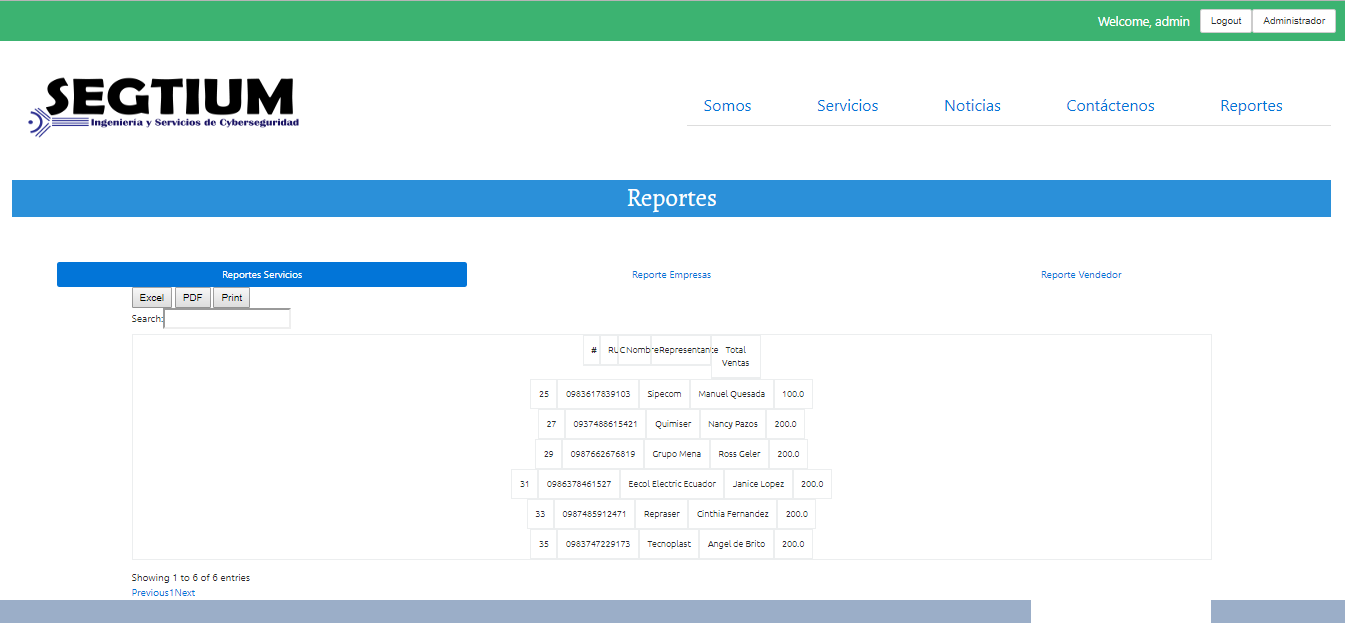 Welcome, admin Logout Administrador
SEGTIUM
Ingeniería y Servicios de Cyberseguridad
Somos Servicios Noticias Contáctenos Reportes
Reportes
Reportes Servicios Reporte Empresas Reporte Vendedor
Excel PDF Print
Search:
# RUC Nombre Representante Total
Ventas
25 0983617839103 Sipecom Manuel Quesada 100.0
27 0937488615421 Quimiser Nancy Pazos 200.0
29 0987662676819 Grupo Mena Ross Geler 200.0
31 0986378461527 Eecol Electric Ecuador Janice Lopez 200.0
33 0987485912471 Repraser Cinthia Fernandez 200.0
35 0983747229173 Tecnoplast Angel de Brito 200.0
Showing 1 to 6 of 6 entries
Previous1Next